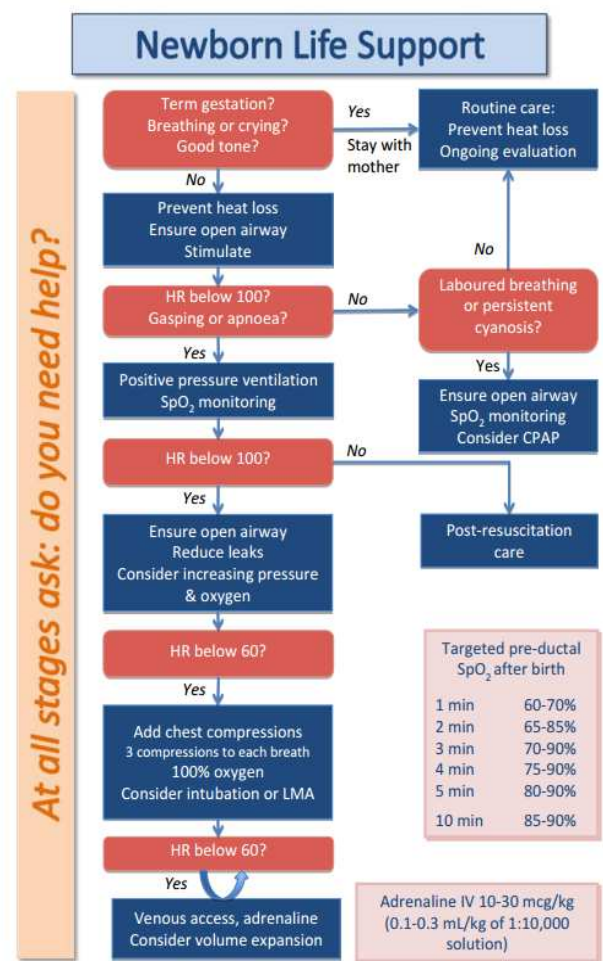 Newborn Life Support
At all stages ask: do you need help?
Term gestation?
Breathing or crying?
Good tone?
Yes
Stay with
mother
Routine care:
Prevent heat loss
Ongoing evaluation
No
Prevent heat loss
Ensure open airway
Stimulate
No
HR below 100?
Gasping or apnoea?
No
Laboured breathing
or persistent
cyanosis?
Yes
Yes
Positive pressure ventilation
SpO₂ monitoring
Ensure open airway
SpO₂ monitoring
Consider CPAP
HR below 100?
No
Yes
Ensure open airway
Reduce leaks
Consider increasing pressure
& oxygen
Post-resuscitation
care
HR below 60?
Yes
Add chest compressions
3 compressions to each breath
100% oxygen
Consider intubation or LMA
HR below 60?
Yes
Venous access, adrenaline
Consider volume expansion
Targeted pre-ductal
SpO₂ after birth
1 min 60-70%
2 min 65-85%
3 min 70-90%
4 min 75-90%
5 min 80-90%
10 min 85-90%
Adrenaline IV 10-30 mcg/kg
(0.1-0.3 mL/kg of 1:10,000
solution)